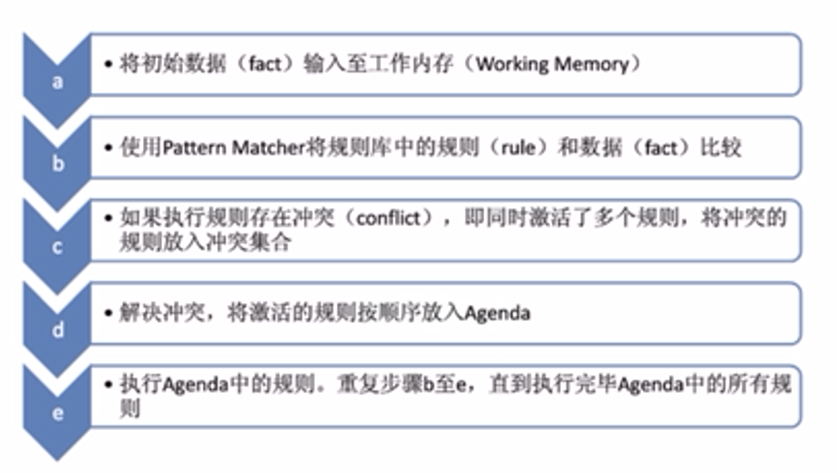 a
• 将初始数据（fact）输入至工作内存（Working Memory）
b
• 使用Pattern Matcher将规则库中的规则（rule）和数据（fact）比较
c
• 如果执行规则存在冲突（conflict），即同时激活了多个规则，将冲突的
规则放入冲突集合
d
• 解决冲突，将激活的规则按顺序放入Agenda
e
• 执行Agenda中的规则。重复步骤b至e，直到执行完毕Agenda中的所有规
则